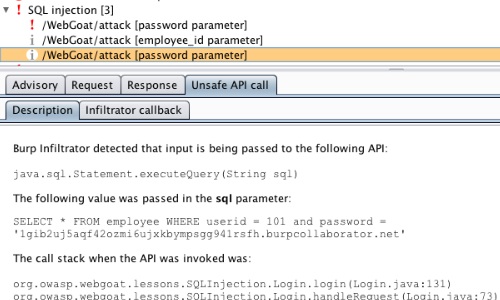 SQL injection [3]
/WebGoat/attack [password parameter]
/WebGoat/attack [employee_id parameter]
/WebGoat/attack [password parameter]
Advisory Request Response Unsafe API call
Description Infiltrator callback
Burp Infiltrator detected that input is being passed to the following API:
java.sql.Statement.executeQuery(String sql)
The following value was passed in the sql parameter:
SELECT * FROM employee WHERE userid = 101 and password =
'1gib2uj5aqf42ozmi6ujxkbympsgg941rsfh.burpcollaborator.net'
The call stack when the API was invoked was:
org.owasp.webgoat.lessons.SQLInjection.Login.login(Login.java:131)
org.owasp.webgoat.lessons.SQLInjection.Login.handleRequest(Login.java:73)